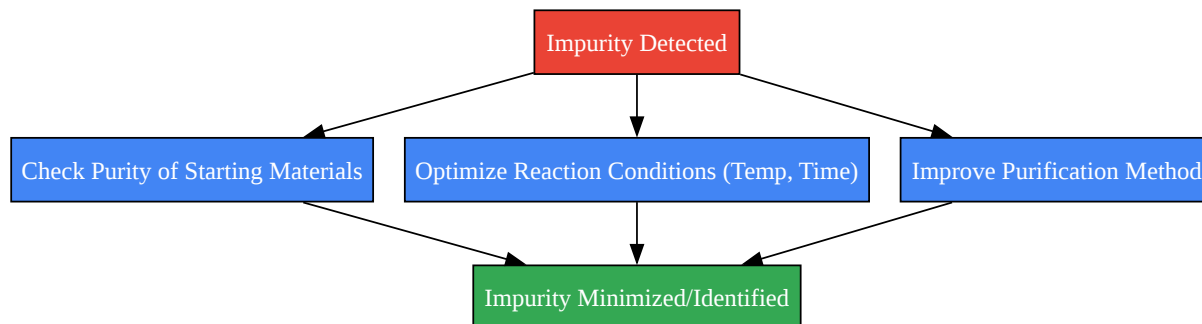 Impurity Detected
Check Purity of Starting Materials
Optimize Reaction Conditions (Temp, Time)
Improve Purification Method
Impurity Minimized/Identified